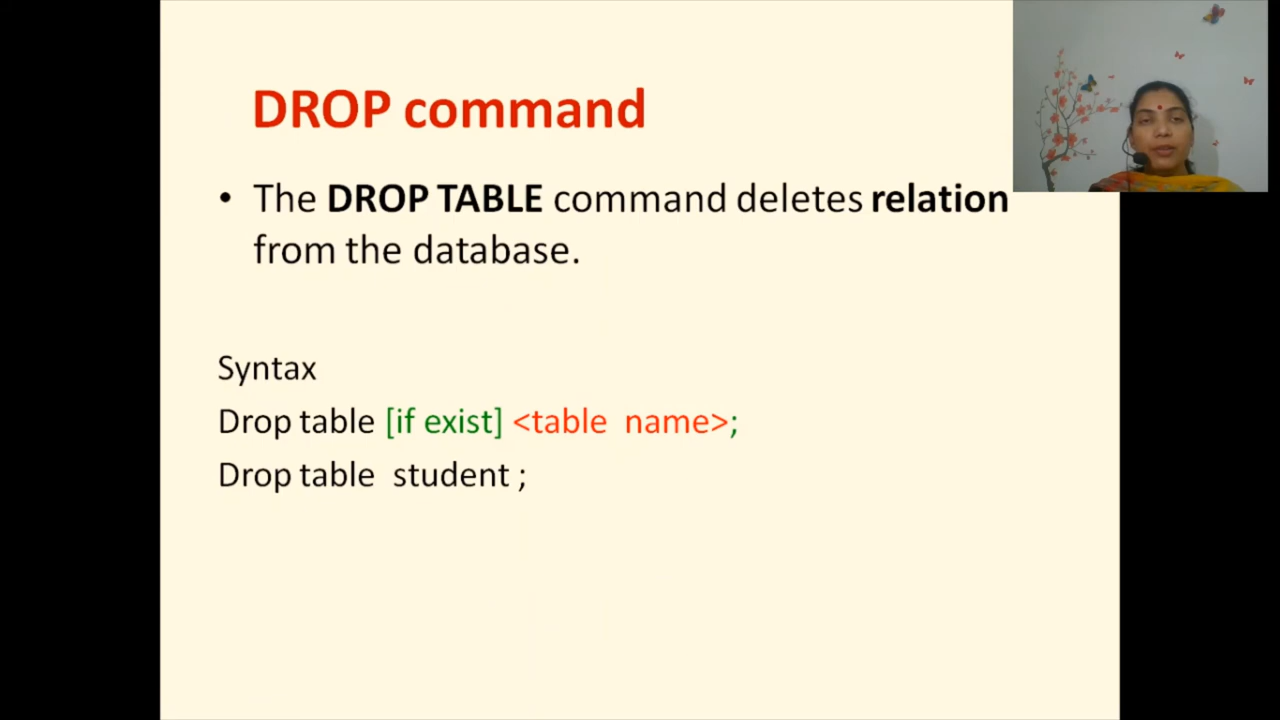 DROP command
• The DROP TABLE command deletes relation
from the database.
Syntax
Drop table [if exist] <table name>;
Drop table student ;